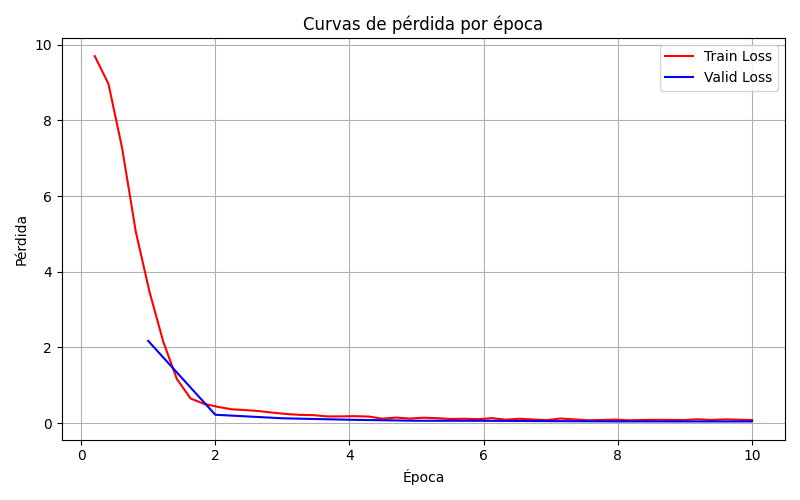 Curvas de pérdida por época
Train Loss
Valid Loss
Pérdida
10
8
6
4
2
0
0 2 4 6 8 10
Época